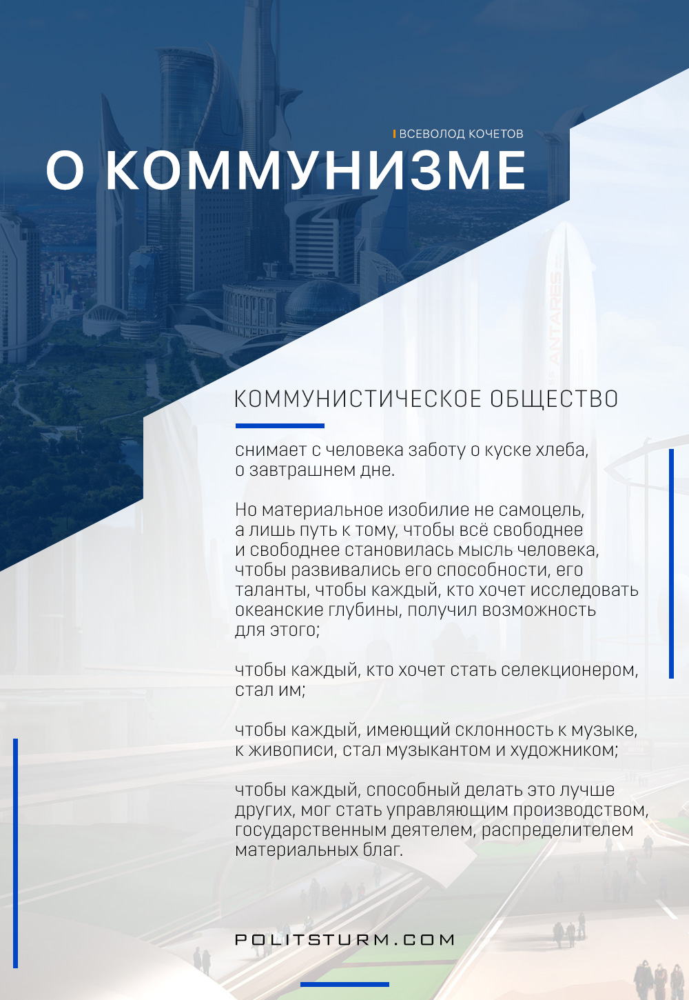 ВСЕВОЛОД КОЧЕТОВ
О КОММУНИЗМЕ
ANTARES
КОММУНИСТИЧЕСКОЕ ОБЩЕСТВО
снимает с человека заботу о куске хлеба,
о завтрашнем дне.
Но материальное изобилие не самоцель,
а лишь путь к тому, чтобы всё свободнее
и свободнее становилась мысль человека,
чтобы развивались его способности, его
таланты, чтобы каждый, кто хочет исследовать
океанские глубины, получил возможность
для этого;
чтобы каждый, кто хочет стать селекционером,
стал им;
чтобы каждый, имеющий склонность к музыке,
к живописи, стал музыкантом и художником;
чтобы каждый, способный делать это лучше
других, мог стать управляющим производством,
государственным деятелем, распределителем
материальных благ.
POLITSTURM.COM